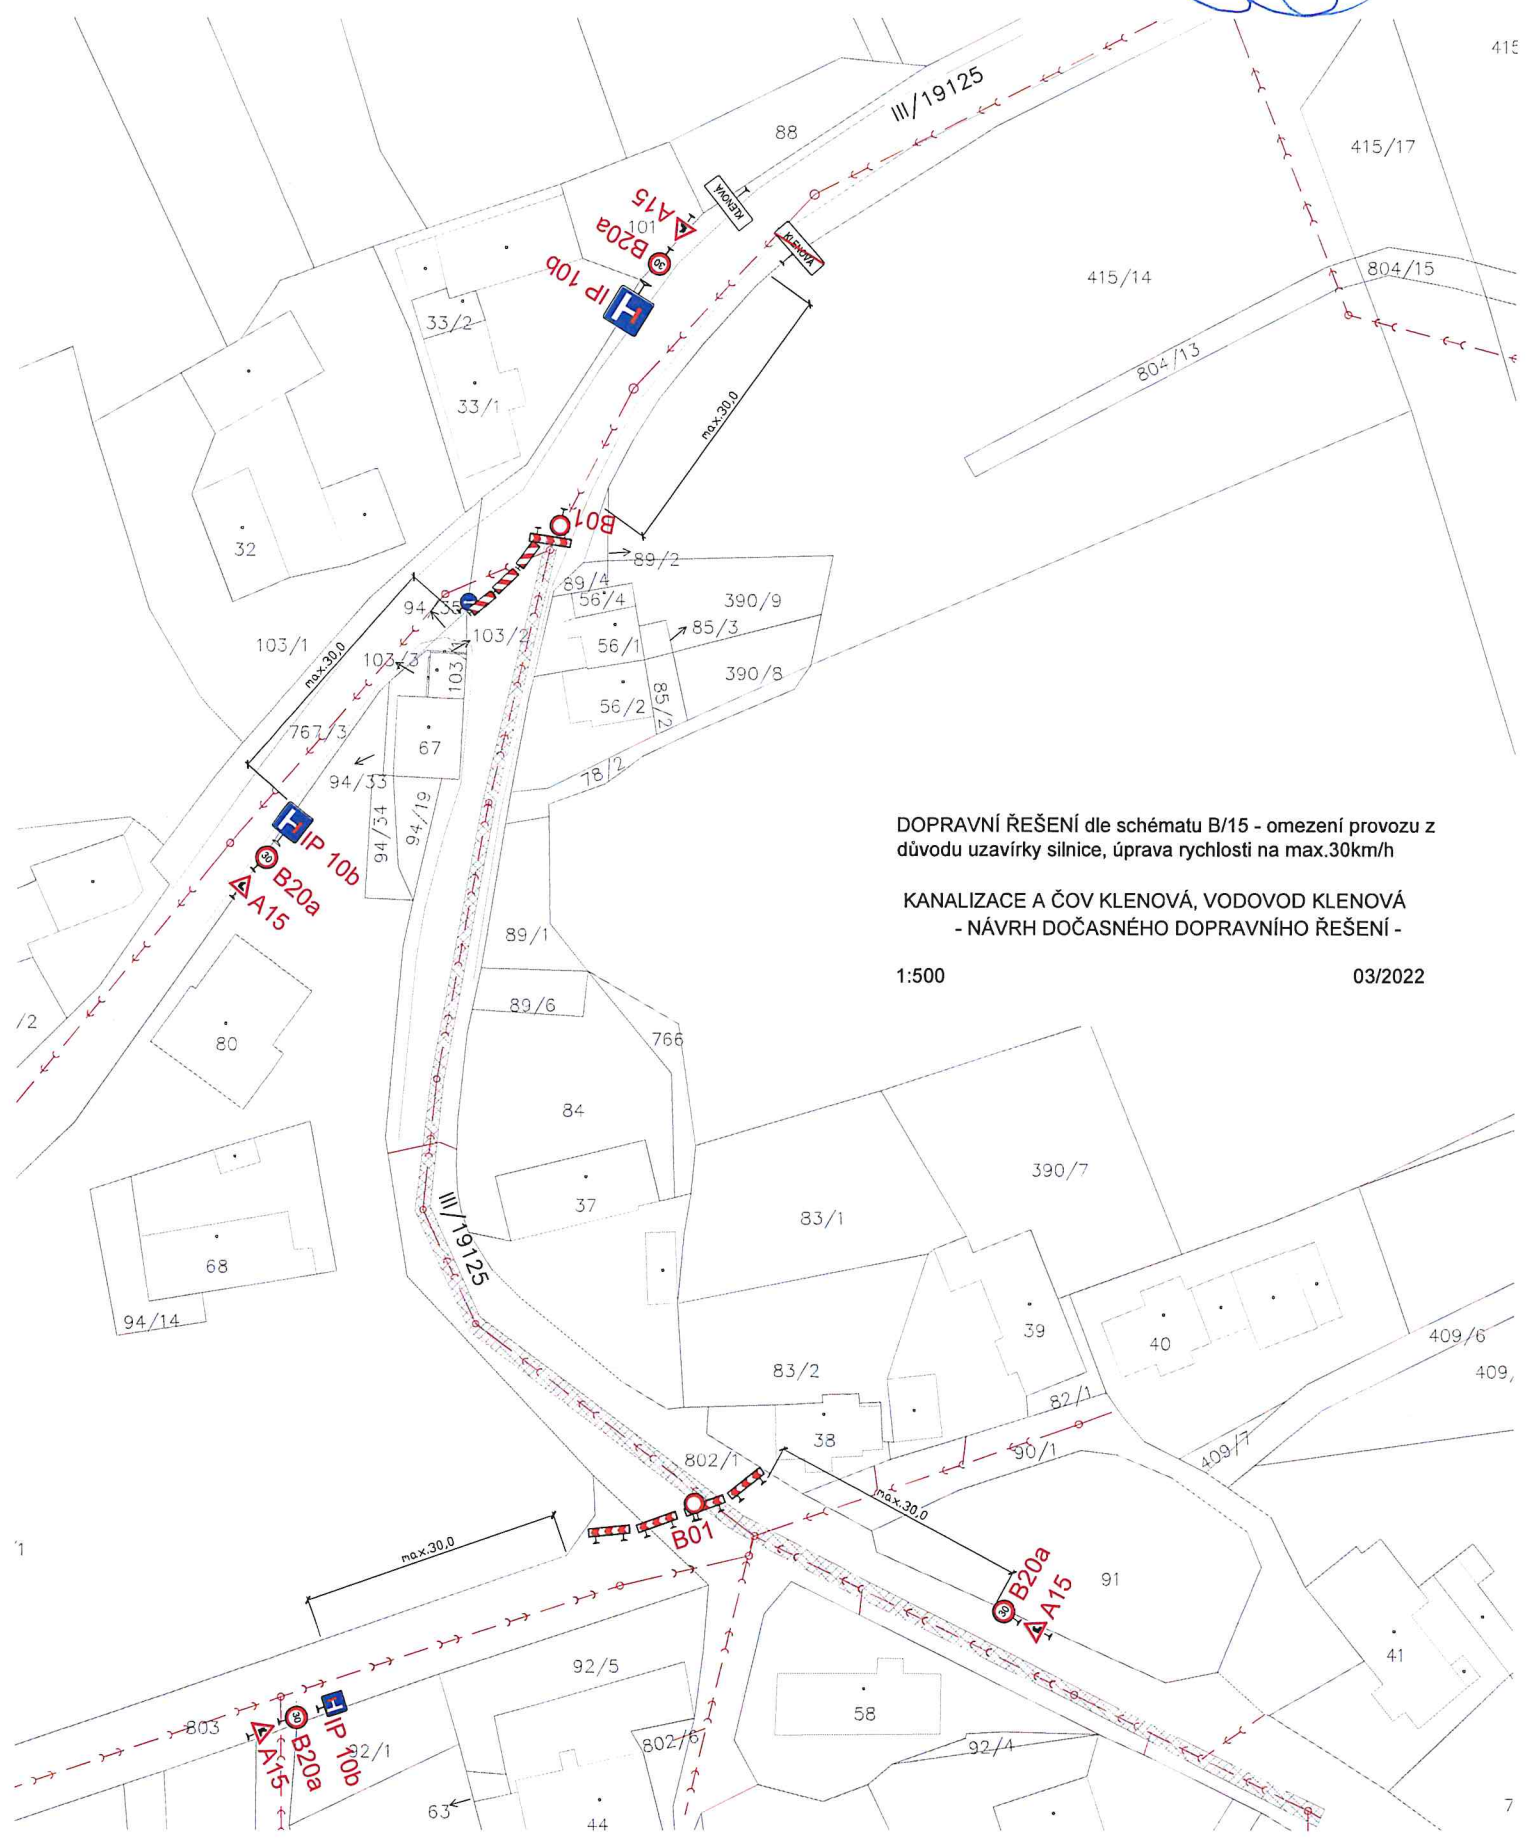 415
III/19125
88
415/17
KLENOVÁ
A15
101
B20a
KLENOVÁ
IP 10b
415/14
804/15
33/2
804/13
33/1
max.30,0
B01
32
89/2
89/4
56/4
390/9
94/35
85/3
103/2
103/1
56/1
103/3
max.30,0
390/8
85/2
56/2
767/3
67
78/2
94/33
94/34
94/19
DOPRAVNÍ ŘEŠENÍ dle schématu B/15 - omezení provozu z
důvodu uzavírky silnice, úprava rychlosti na max.30km/h
IP 10b
30
B20a
A15
KANALIZACE A ČOV KLENOVÁ, VODOVOD KLENOVÁ
- NÁVRH DOČASNÉHO DOPRAVNÍHO ŘEŠENÍ -
89/1
1:500
03/2022
89/6
/2
80
766
84
390/7
37
III/19125
83/1
68
94/14
39
40
409/6
83/2
409/
82/1
38
90/1
409/7
802/1
max.30,0
B01
max.30,0
B20a
30
A15
91
41
92/5
58
803
30
A15
B20a
IP 10b
92/1
802/6
92/4
63
44
7